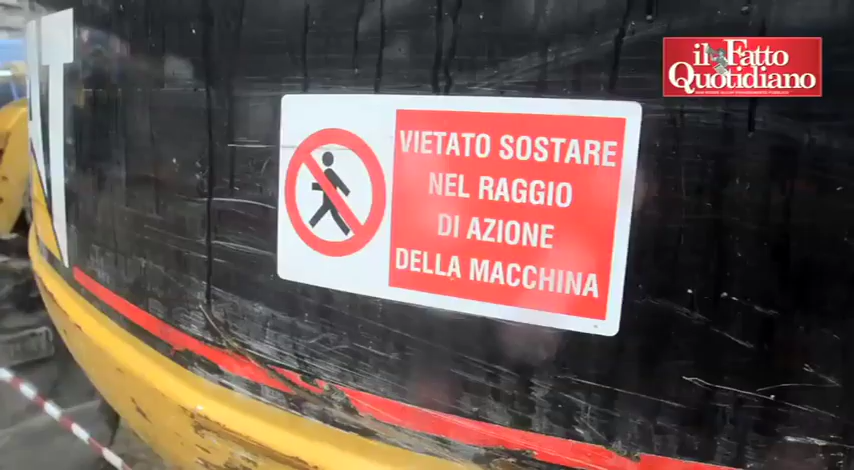 il Fatto
Quotidiano
VIETATO SOSTARE
NEL RAGGIO
DI AZIONE
DELLA MACCHINA